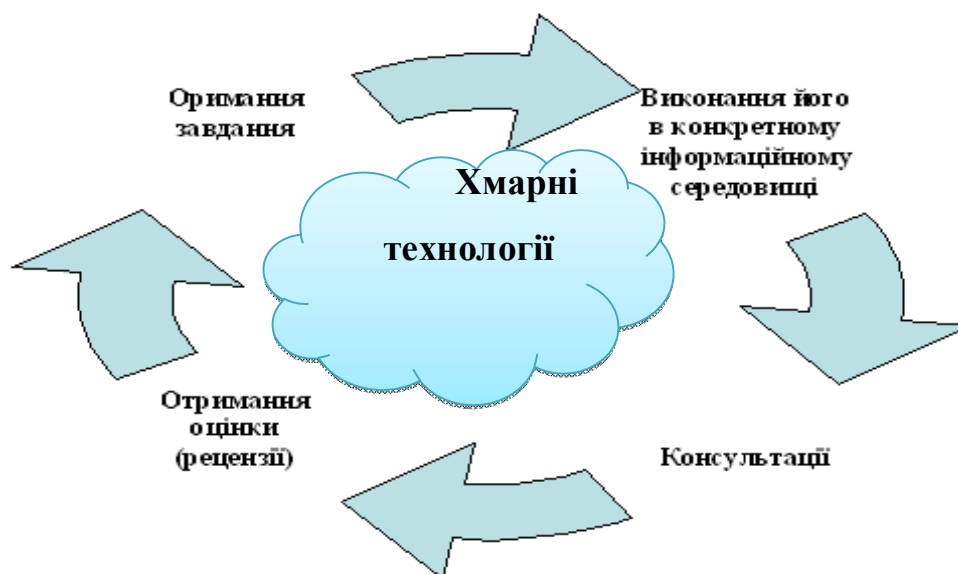 Оримання
завдання
Виконання його
в конкретному
інформаційному
середовищі
Хмарні
технології
Консультації
Отримання
оцінки
(рецензії)